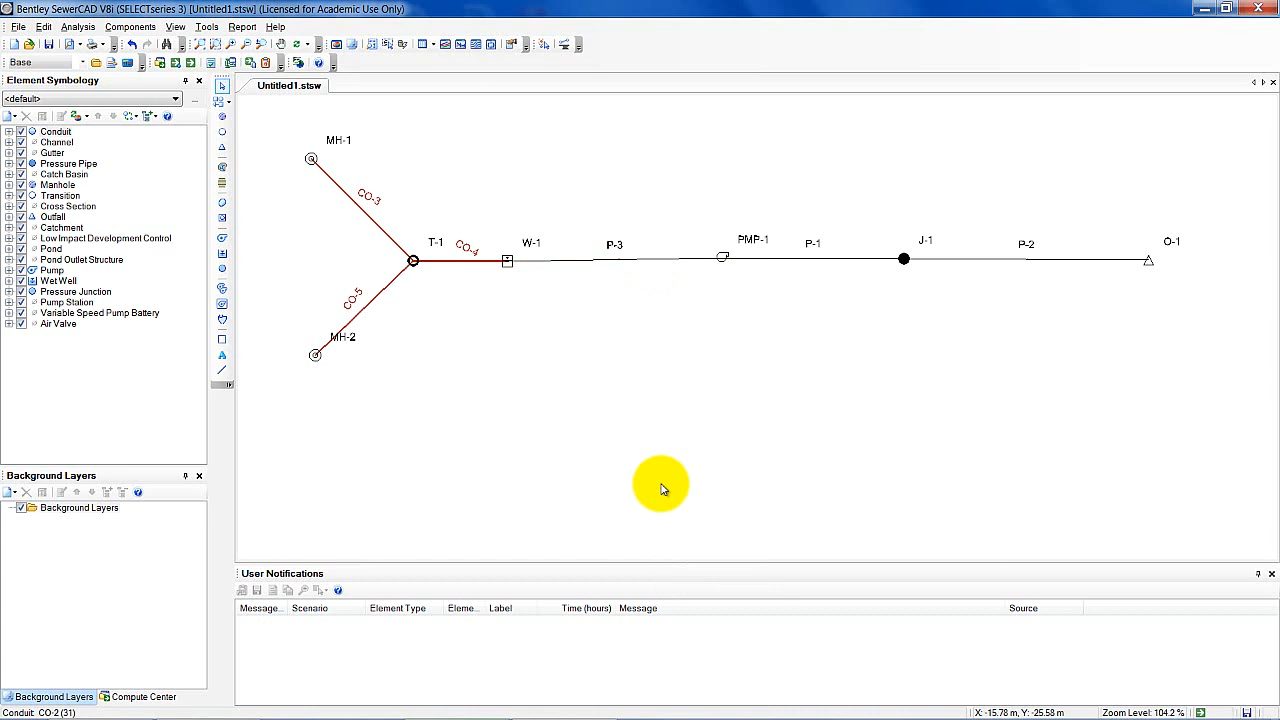 Bentley SewerCAD V8i (SELECTseries 3) [Untitled1.stsw] (Licensed for Academic Use Only)
File Edit Analysis Components View Tools Report Help
Base
Element Symbology
<default>
...
Conduit
Channel
Gutter
Pressure Pipe
Catch Basin
Manhole
Transition
Cross Section
Outfall
Catchment
Low Impact Development Control
Pond
Pond Outlet Structure
Pump
Wet Well
Pressure Junction
Pump Station
Variable Speed Pump Battery
Air Valve
Background Layers
Background Layers
Background Layers Compute Center
Untitled1.stsw
MH-1
CO-3
T-1
CO-4
W-1
P-3
PMP-1
P-1
J-1
P-2
O-1
CO-5
MH-2
User Notifications
Message... Scenario Element Type Eleme... Label Time (hours) Message Source
Conduit: CO-2 (31)
X: -15.78 m, Y: -25.58 m Zoom Level: 104.2 %